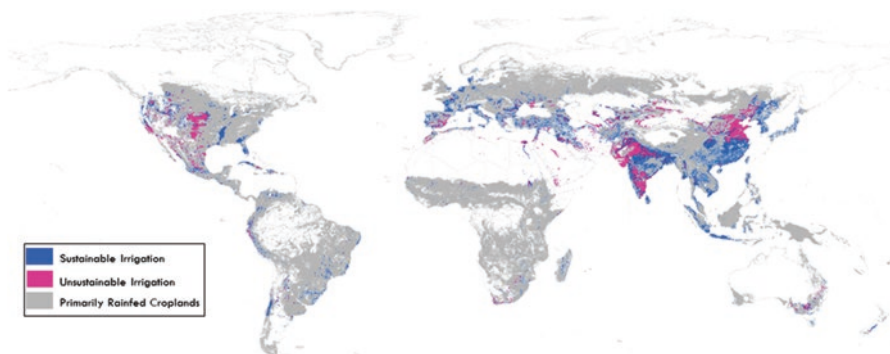 Sustainable Irrigation
Unsustainable Irrigation
Primarily Rainfed Croplands